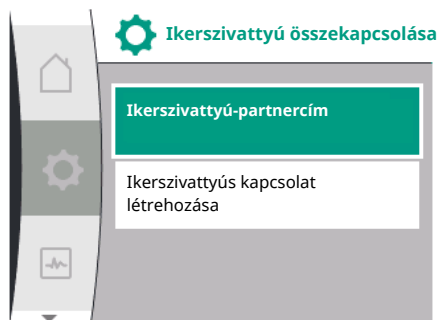 Ikerszivattyú összekapcsolása
Ikerszivattyú-partnercím
Ikerszivattyús kapcsolat
létrehozása